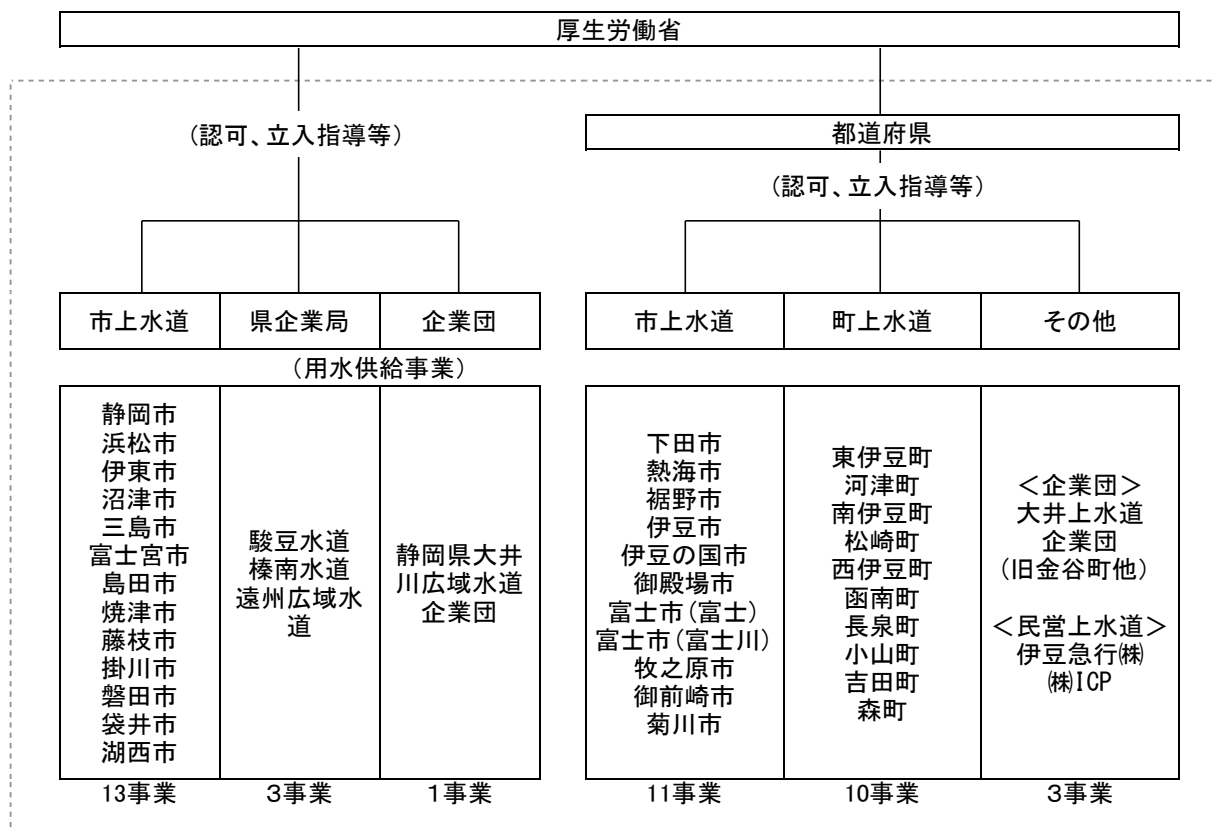 厚生労働省
(認可、立入指導等)
都道府県
(認可、立入指導等)
市上水道
県企業局
企業団
(用水供給事業)
静岡市
浜松市
伊東市
沼津市
三島市
富士宮市
島田市
焼津市
藤枝市
掛川市
磐田市
袋井市
湖西市
駿豆水道
榛南水道
遠州広域水
道
静岡県大井
川広域水道
企業団
13事業
3事業
1事業
市上水道
町上水道
その他
下田市
熱海市
裾野市
伊豆市
伊豆の国市
御殿場市
富士市(富士)
富士市(富士川)
牧之原市
御前崎市
菊川市
東伊豆町
河津町
南伊豆町
松崎町
西伊豆町
函南町
長泉町
小山町
吉田町
森町
<企業団>
大井上水道
企業団
(旧金谷町他)
<民営上水道>
伊豆急行㈱
㈱ICP
11事業
10事業
3事業